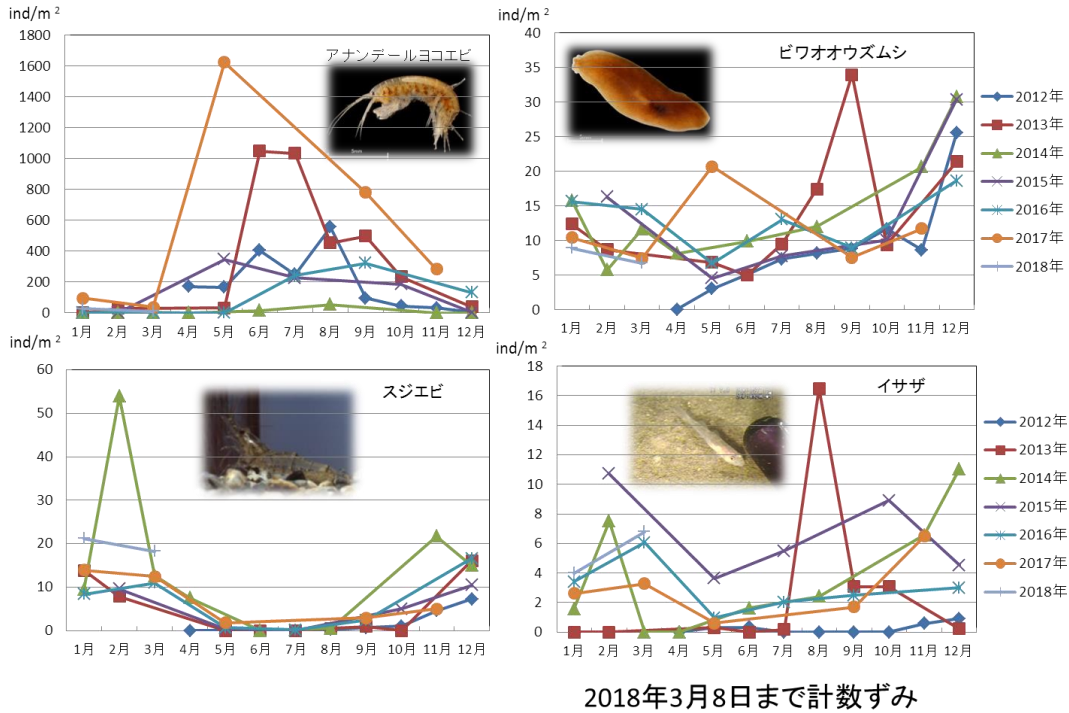 ind/m 2
アナンデールヨコエビ
1800
1600
1400
1200
1000
800
600
400
200
0
1月 2月 3月 4月 5月 6月 7月 8月 9月 10月 11月 12月
ind/m 2
ビワオオウズムシ
40
35
30
25
20
15
10
5
0
1月 2月 3月 4月 5月 6月 7月 8月 9月 10月 11月 12月
2012年
2013年
2014年
2015年
2016年
2017年
2018年
ind/m 2
スジエビ
60
50
40
30
20
10
0
1月 2月 3月 4月 5月 6月 7月 8月 9月 10月 11月 12月
ind/m 2
イサザ
18
16
14
12
10
8
6
4
2
0
1月 2月 3月 4月 5月 6月 7月 8月 9月 10月 11月 12月
2012年
2013年
2014年
2015年
2016年
2017年
2018年
2018年3月8日まで計数ずみ